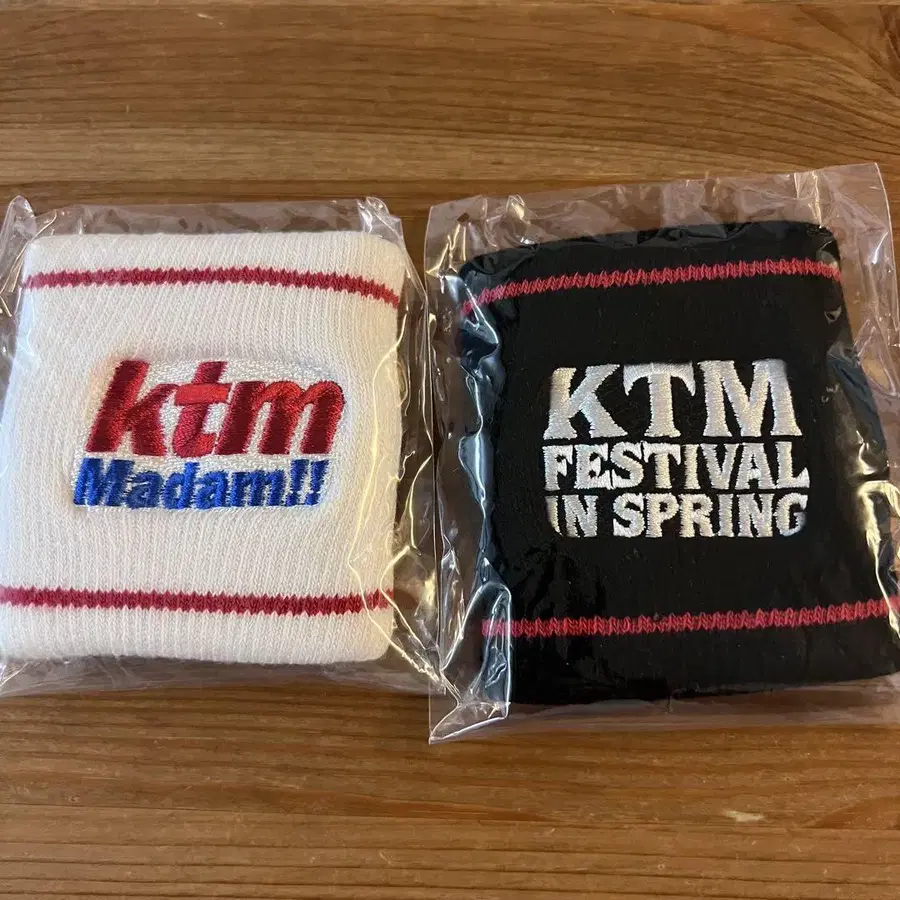 ktm
Madam!!
KTM
FESTIVAL
IN SPRING